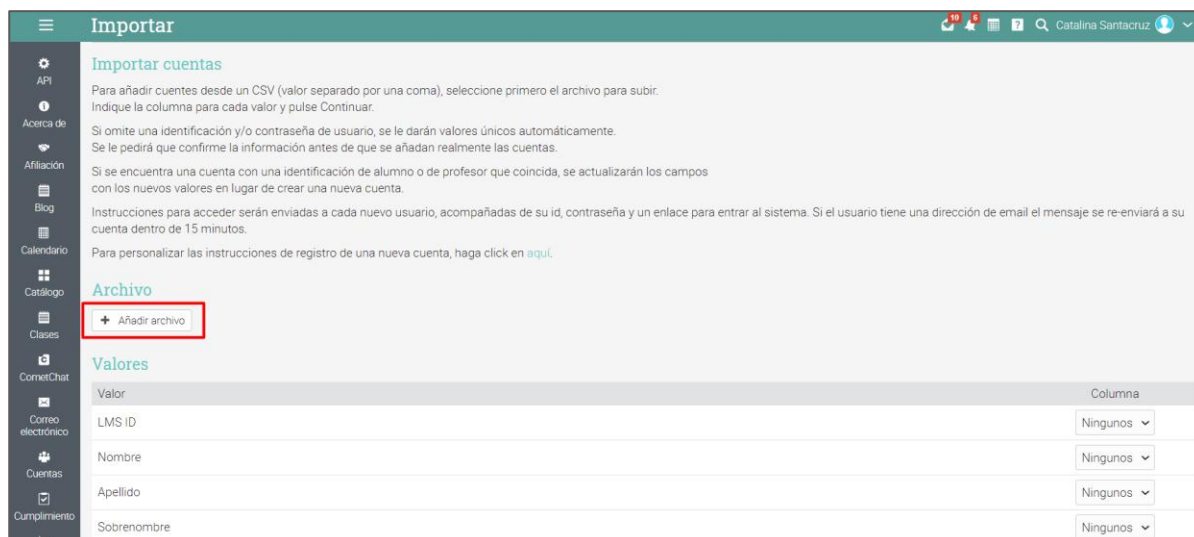 Importar
10
6
Catalina Santacruz
API
Acerca de
Afiliación
Blog
Calendario
Catálogo
Clases
CometChat
Correo
electrónico
Cuentas
Cumplimiento
Importar cuentas
Para añadir cuentes desde un CSV (valor separado por una coma), seleccione primero el archivo para subir.
Indique la columna para cada valor y pulse Continuar.
Si omite una identificación y/o contraseña de usuario, se le darán valores únicos automáticamente.
Se le pedirá que confirme la información antes de que se añadan realmente las cuentas.
Si se encuentra una cuenta con una identificación de alumno o de profesor que coincida, se actualizarán los campos
con los nuevos valores en lugar de crear una nueva cuenta.
Instrucciones para acceder serán enviadas a cada nuevo usuario, acompañadas de su id, contraseña y un enlace para entrar al sistema. Si el usuario tiene una dirección de email el mensaje se re-enviará a su
cuenta dentro de 15 minutos.
Para personalizar las instrucciones de registro de una nueva cuenta, haga click en aquí.
Archivo
+ Añadir archivo
Valores
Valor Columna
LMS ID Ningunos
Nombre Ningunos
Apellido Ningunos
Sobrenombre Ningunos